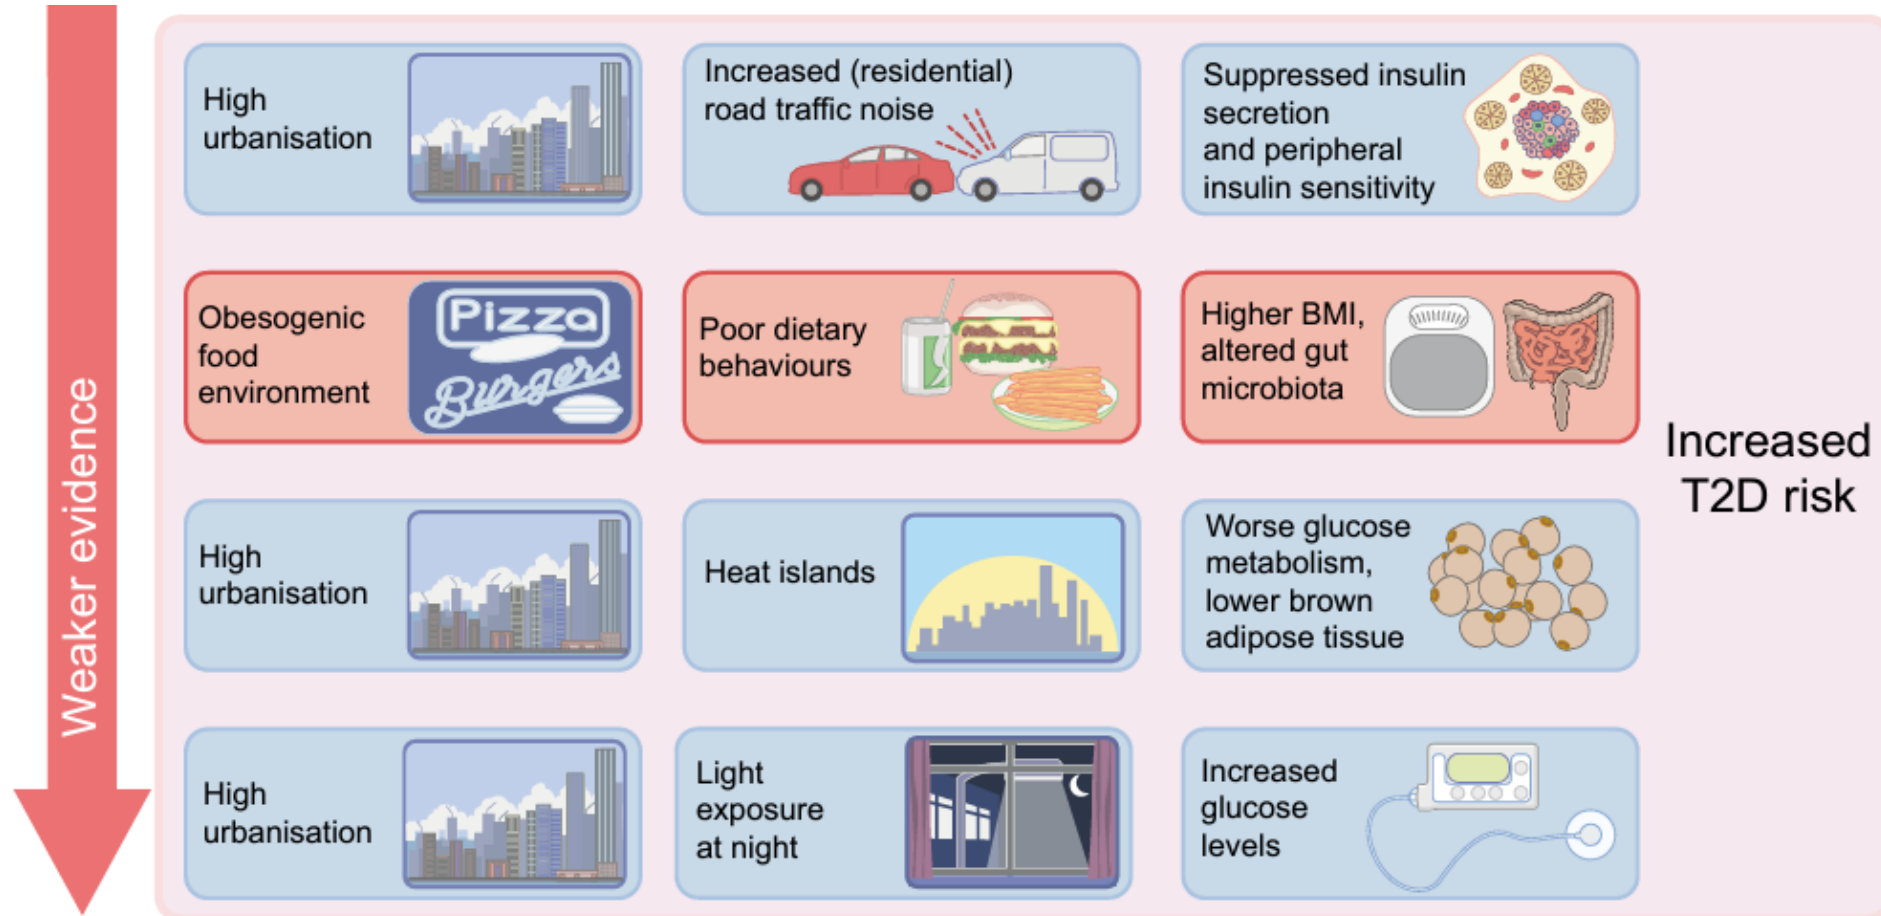 Weaker evidence
High
urbanisation
Increased (residential)
road traffic noise
Suppressed insulin
secretion
and peripheral
insulin sensitivity
Obesogenic
food
environment
Pizza
Burgers
Poor dietary
behaviours
Higher BMI,
altered gut
microbiota
High
urbanisation
Heat islands
Worse glucose
metabolism,
lower brown
adipose tissue
High
urbanisation
Light
exposure
at night
Increased
glucose
levels
Increased
T2D risk